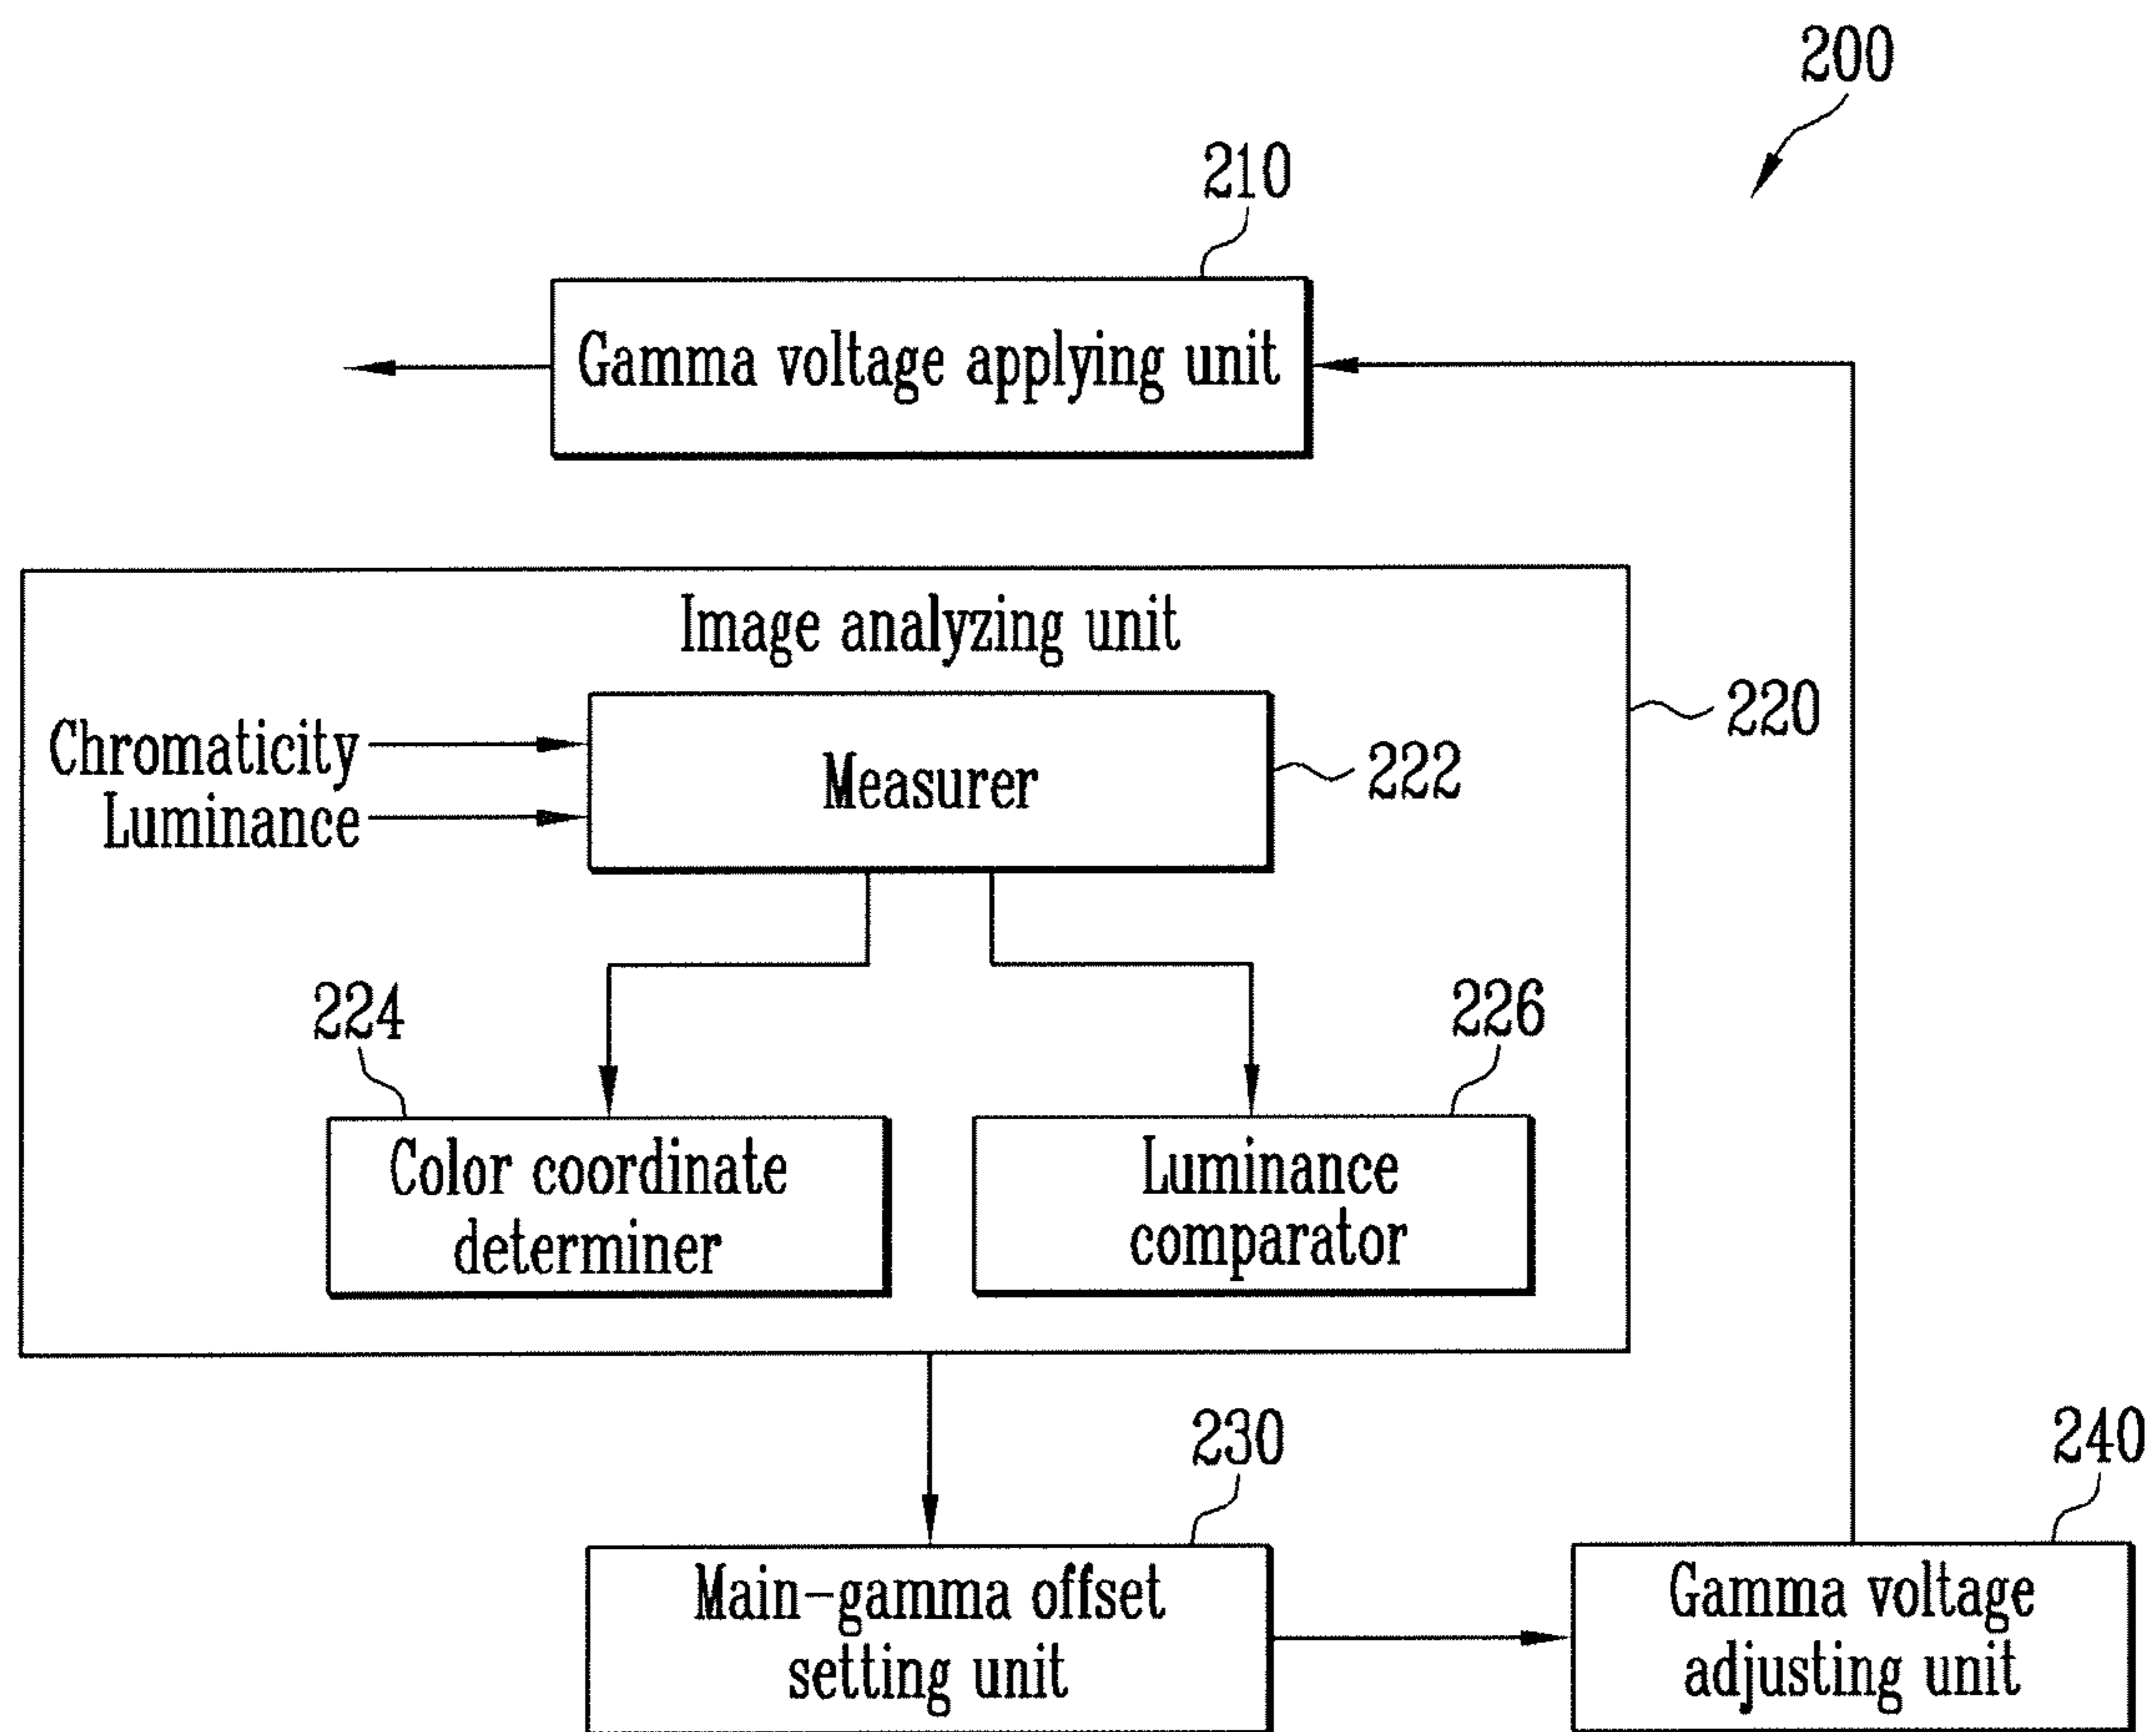 200
210
Gamma voltage applying unit
Image analyzing unit
220
Chromaticity
Luminance
Measurer
222
224
226
Color coordinate
determiner
Luminance
comparator
230
240
Main-gamma offset
setting unit
Gamma voltage
adjusting unit